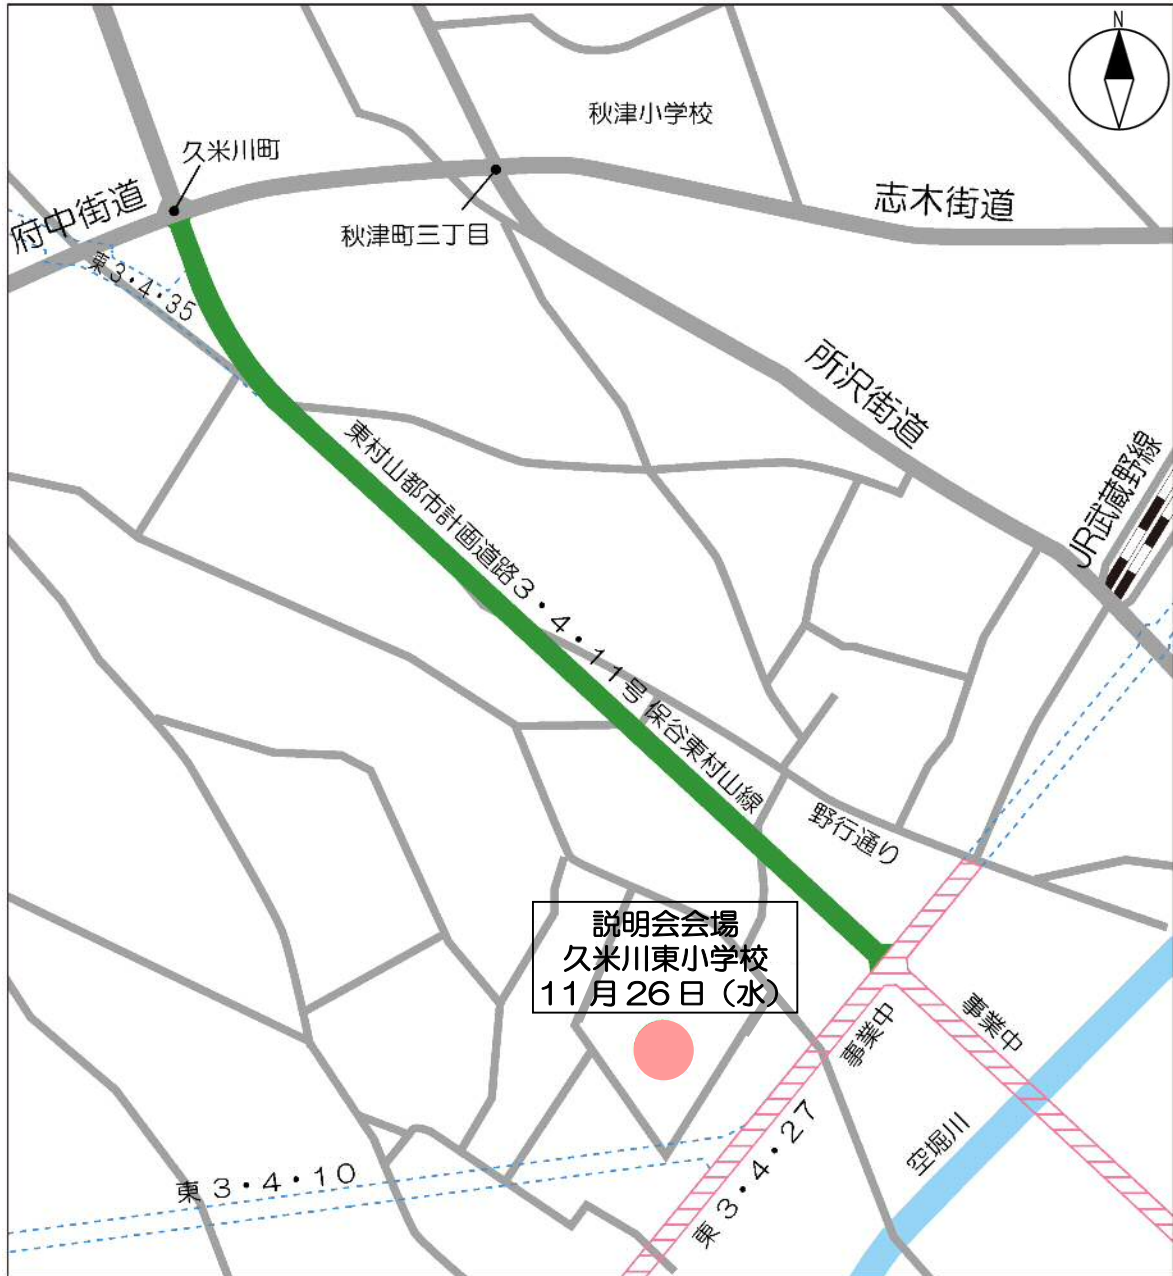 N
秋津小学校
久米川町
志木街道
府中街道
秋津町三丁目
東3・4・35
所沢街道
JR武蔵野線
東村山都市計画道路3・4・11号 保谷東村山線
野行通り
説明会会場
久米川東小学校
11月26日（水）
事業中
事業中
空堀川
東3・4・27
東3・4・10